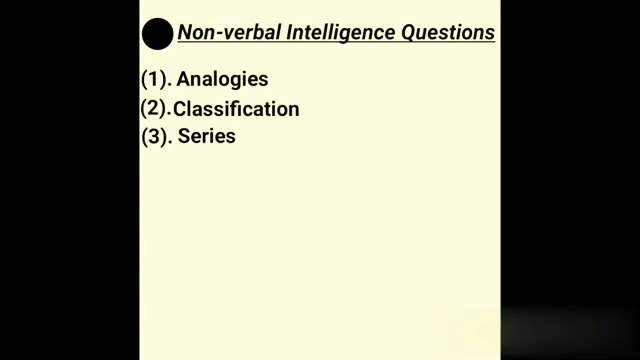 Non-verbal Intelligence Questions
(1). Analogies
(2). Classification
(3). Series